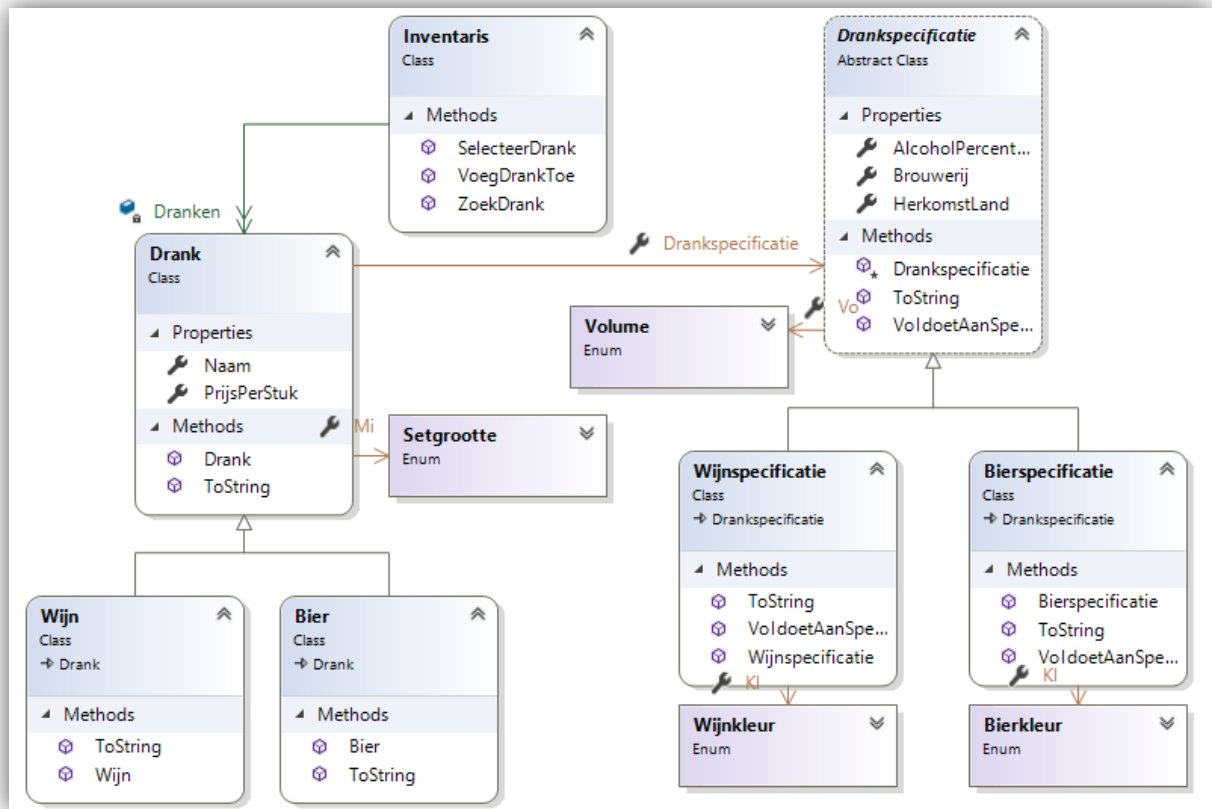 Inventaris
Class
Methods
SelecteerDrank
VoegDrankToe
ZoekDrank
Drankspecificatie
Abstract Class
Properties
AlcoholPercent...
Brouwerij
HerkomstLand
Methods
Drankspecificatie
ToString
VoldoetAanSpe...
Dranken
Drankspecificatie
Vo
Drank
Class
Properties
Naam
PrijsPerStuk
Methods
Drank
ToString
Mi
Volume
Enum
Setgrootte
Enum
Wijn
Class
Drank
Methods
ToString
Wijn
Bier
Class
Drank
Methods
Bier
ToString
Wijnspecificatie
Class
Drankspecificatie
Methods
ToString
VoldoetAanSpe...
Wijnspecificatie
Kl
Wijnkleur
Enum
Bierspecificatie
Class
Drankspecificatie
Methods
Bierspecificatie
ToString
VoldoetAanSpe...
Kl
Bierkleur
Enum